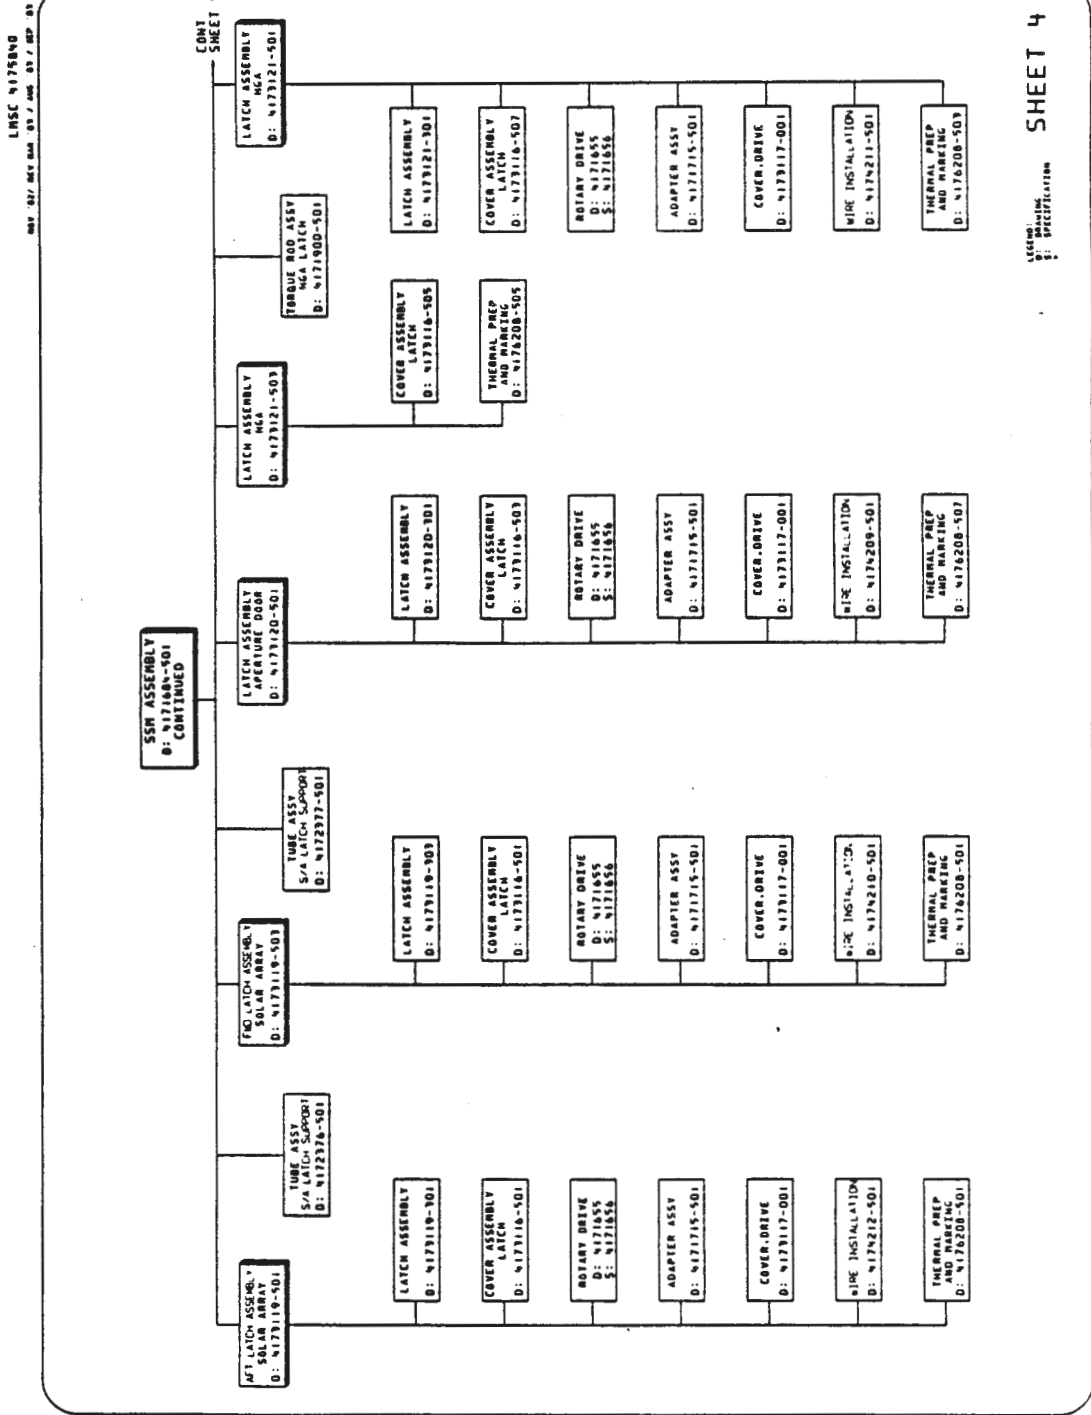 LMSC 4175840
NOV '82/ REV MAR '83 / AUG 83 / SEP '83
SSM ASSEMBLY
D: 4171684-501
CONTINUED
CONT
SHEET
AFT LATCH ASSEMBLY
SOLAR ARRAY
D: 4173119-501
LATCH ASSEMBLY
D: 4173119-301
COVER ASSEMBLY
LATCH
D: 4173116-501
ROTARY DRIVE
D: 4171655
S: 4171656
ADAPTER ASSY
D: 4171715-501
COVER.DRIVE
D: 4173117-001
WIRE INSTALLATION
D: 4174212-501
THERMAL PREP
AND MARKING
D: 4176208-501
TUBE ASSY
S/A LATCH SUPPORT
D: 4172376-501
FWD LATCH ASSEMBLY
SOLAR ARRAY
D: 4173119-503
LATCH ASSEMBLY
D: 4173119-303
COVER ASSEMBLY
LATCH
D: 4173116-501
ROTARY DRIVE
D: 4171655
S: 4171656
ADAPTER ASSY
D: 4171715-501
COVER.DRIVE
D: 4173117-001
WIRE INSTALLATION
D: 4174210-501
THERMAL PREP
AND MARKING
D: 4176208-501
TUBE ASSY
S/A LATCH SUPPORT
D: 4172377-501
LATCH ASSEMBLY
APERTURE DOOR
D: 4173120-501
LATCH ASSEMBLY
D: 4173120-301
COVER ASSEMBLY
LATCH
D: 4173116-503
ROTARY DRIVE
D: 4171655
S: 4171656
ADAPTER ASSY
D: 4171715-501
COVER.DRIVE
D: 4173117-001
WIRE INSTALLATION
D: 4174209-501
THERMAL PREP
AND MARKING
D: 4176208-507
LATCH ASSEMBLY
HGA
D: 4173121-503
COVER ASSEMBLY
LATCH
D: 4173116-505
THERMAL PREP
AND MARKING
D: 4176208-505
TORQUE ROD ASSY
HGA LATCH
D: 4171900-501
LATCH ASSEMBLY
HGA
D: 4173121-501
LATCH ASSEMBLY
D: 4173121-301
COVER ASSEMBLY
LATCH
D: 4173116-507
ROTARY DRIVE
D: 4171655
S: 4171656
ADAPTER ASSY
D: 4171715-501
COVER.DRIVE
D: 4173117-001
WIRE INSTALLATION
D: 4174211-501
THERMAL PREP
AND MARKING
D: 4176208-503
LEGEND:
D: DRAWING
S: SPECIFICATION
SHEET 4